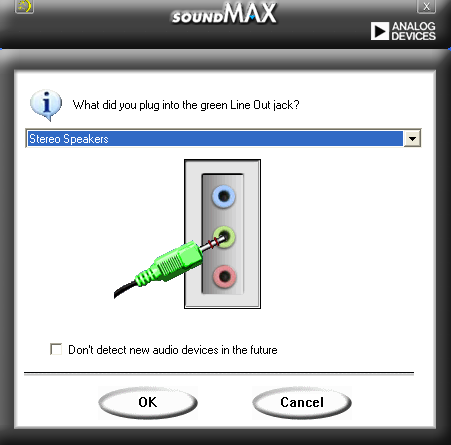 SOUNDMAX
X
ANALOG
DEVICES
What did you plug into the green Line Out jack?
Stereo Speakers
Don't detect new audio devices in the future
OK
Cancel